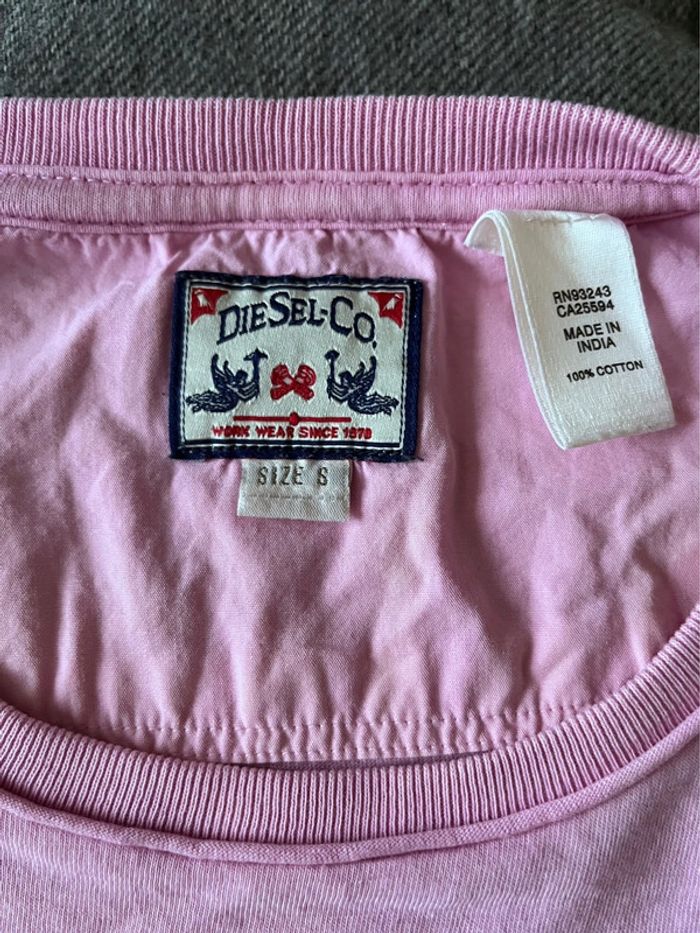 DIESEL-CO.
WORK WEAR SINCE 1978
SIZE S
RN93243
CA25594
MADE IN
INDIA
100% COTTON